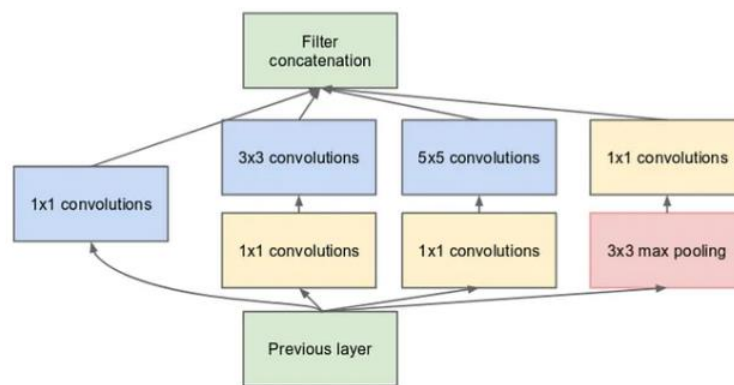 Filter
concatenation
3x3 convolutions
5x5 convolutions
1x1 convolutions
1x1 convolutions
1x1 convolutions
1x1 convolutions
3x3 max pooling
Previous layer